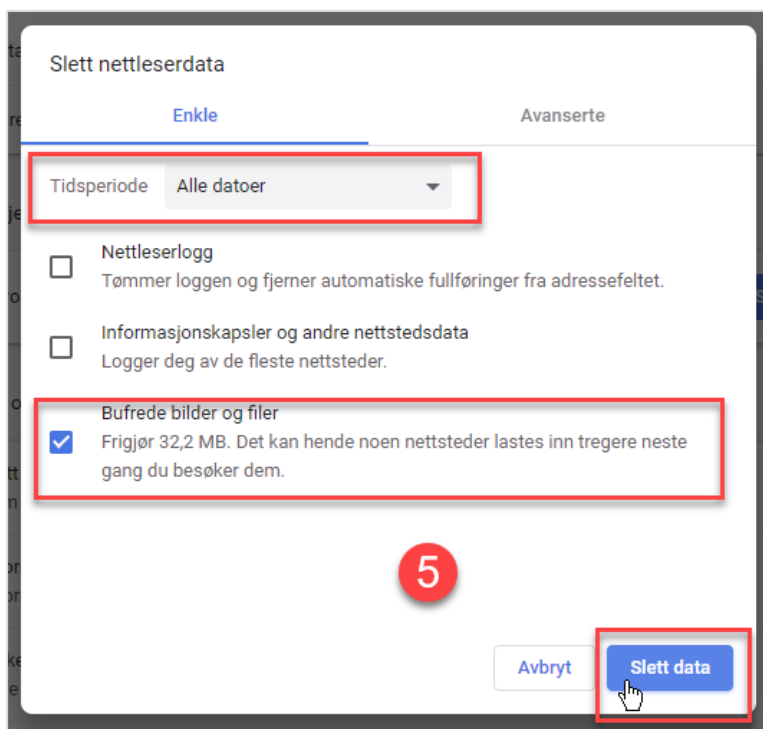 Slett nettleserdata
Enkle Avanserte
Tidsperiode Alle datoer
Nettleserlogg
Tømmer loggen og fjerner automatiske fullføringer fra adressefeltet.
Informasjonskapsler og andre nettstedsdata
Logger deg av de fleste nettsteder.
Bufrede bilder og filer
Frigjør 32,2 MB. Det kan hende noen nettsteder lastes inn tregere neste
gang du besøker dem.
5
Avbryt Slett data